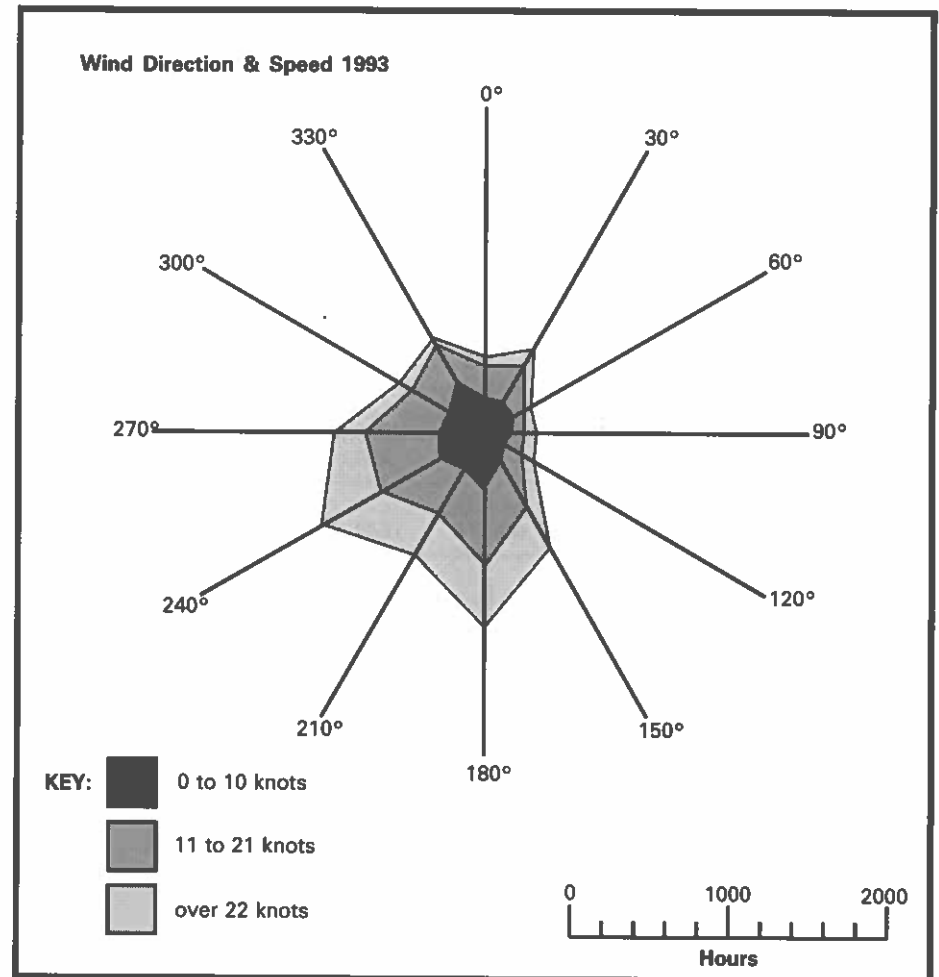 Wind Direction & Speed 1993
0°
330°
30°
300°
60°
270°
90°
240°
120°
210°
150°
180°
KEY:
0 to 10 knots
11 to 21 knots
over 22 knots
0 1000 2000
Hours